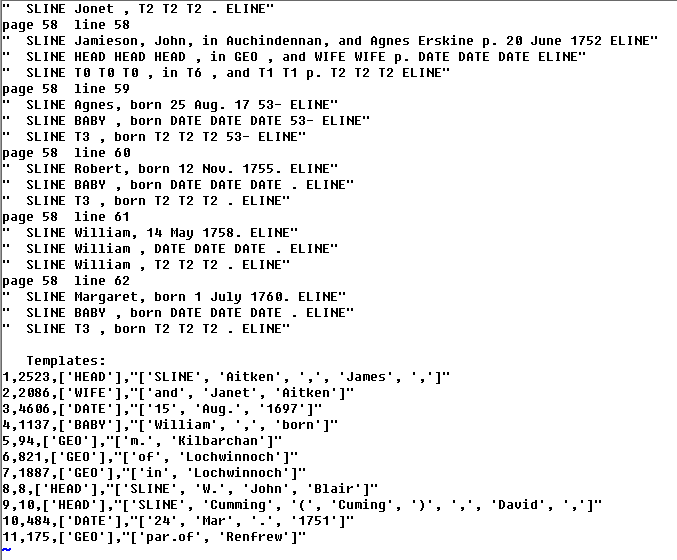 "  SLINE Jonet , T2 T2 T2 . ELINE"
page 58  line 58
"  SLINE Jamieson, John, in Auchindennan, and Agnes Erskine p. 20 June 1752 ELINE"
"  SLINE HEAD HEAD HEAD , in GEO , and WIFE WIFE p. DATE DATE DATE ELINE"
"  SLINE T0 T0 T0 , in T6 , and T1 T1 p. T2 T2 T2 ELINE"
page 58  line 59
"  SLINE Agnes, born 25 Aug. 17 53- ELINE"
"  SLINE BABY , born DATE DATE DATE 53- ELINE"
"  SLINE T3 , born T2 T2 T2 53- ELINE"
page 58  line 60
"  SLINE Robert, born 12 Nov. 1755. ELINE"
"  SLINE BABY , born DATE DATE DATE . ELINE"
"  SLINE T3 , born T2 T2 T2 . ELINE"
page 58  line 61
"  SLINE William, 14 May 1758. ELINE"
"  SLINE William , DATE DATE DATE . ELINE"
"  SLINE William , T2 T2 T2 . ELINE"
page 58  line 62
"  SLINE Margaret, born 1 July 1760. ELINE"
"  SLINE BABY , born DATE DATE DATE . ELINE"
"  SLINE T3 , born T2 T2 T2 . ELINE"
Templates:
1,2523,['HEAD'],"['SLINE', 'Aitken', ',', 'James', ',']"
2,2086,['WIFE'],"['and', 'Janet', 'Aitken']"
3,4606,['DATE'],"['15', 'Aug.', '1697']"
4,1137,['BABY'],"['William', ',', 'born']"
5,94,['GEO'],"['m.', 'Kilbarchan']"
6,821,['GEO'],"['of', 'Lochwinnoch']"
7,1887,['GEO'],"['in', 'Lochwinnoch']"
8,8,['HEAD'],"['SLINE', 'W.', 'John', 'Blair']"
9,10,['HEAD'],"['SLINE', 'Cumming', '(', 'Cuming', ')', ',', 'David', ',']"
10,484,['DATE'],"['24', 'Mar', '.', '1751']"
11,175,['GEO'],"['par.of', 'Renfrew']"
~